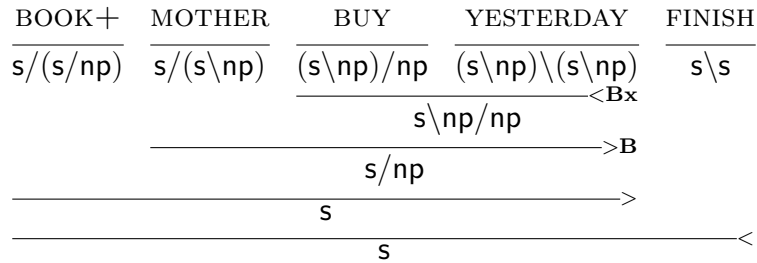 BOOK+ MOTHER BUY YESTERDAY FINISH
s/(s/np) s/(s\np) (s\np)/np (s\np)\(s\np) s\s
<Bx
s\np/np
>B
s/np
>
s
<
s